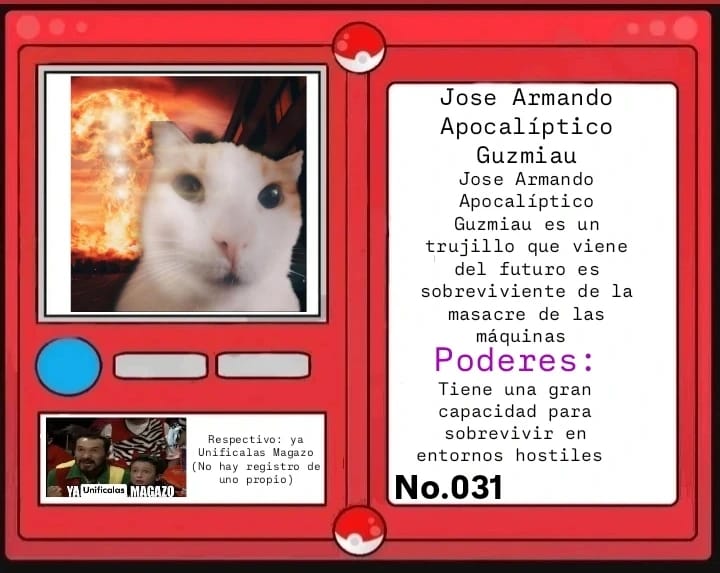 Jose Armando
Apocalíptico
Guzmiau
Jose Armando
Apocalíptico
Guzmiau es un
trujillo que viene
del futuro es
sobreviviente de la
masacre de las
máquinas
Poderes:
Tiene una gran
capacidad para
sobrevivir en
entornos hostiles
No.031
Respectivo: ya
Unificalas Magazo
(No hay registro de
uno propio)
YA Unificalas MAGAZO